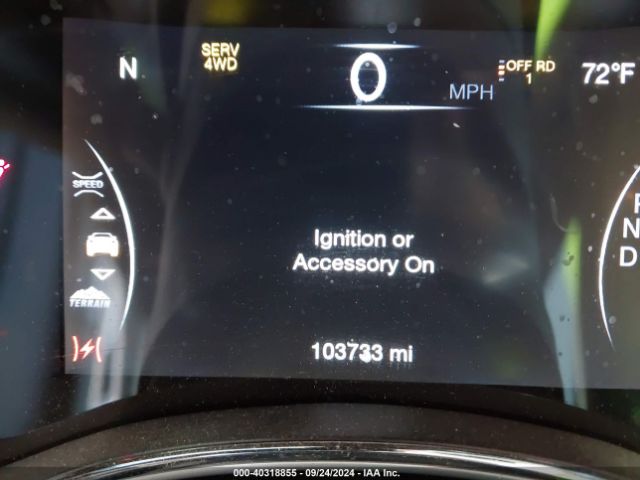 N
SERV
4WD
0
MPH
OFF RD
1
72°F
SPEED
Ignition or
Accessory On
TERRAIN
N
D
103733 mi
000-40318855 - 09/24/2024 - IAA Inc.